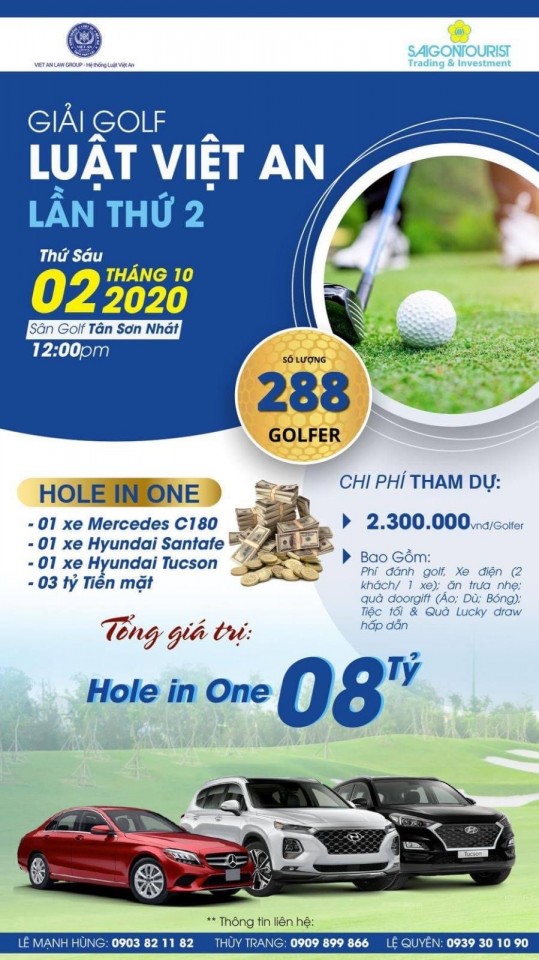 VIET AN LAW GROUP - Hệ thống Luật Việt An
SAIGONTOURIST
Trading & Investment
GIẢI GOLF
LUẬT VIỆT AN
LẦN THỨ 2
Thứ Sáu
02 THÁNG 10
2020
Sân Golf Tân Sơn Nhất
12:00pm
SỐ LƯỢNG
288
GOLFER
HOLE IN ONE
- 01 xe Mercedes C180
- 01 xe Hyundai Santafe
- 01 xe Hyundai Tucson
- 03 tỷ Tiền mặt
CHI PHÍ THAM DỰ:
2.300.000vnđ/Golfer
Bao Gồm:
Phí đánh golf, Xe điện (2
khách/ 1 xe); ăn trưa nhẹ;
quà doorgift (Áo; Dù; Bóng);
Tiệc tối & Quà Lucky draw
hấp dẫn
Tổng giá trị:
Hole in One 08 Tỷ
Tucson
** Thông tin liên hệ:
LÊ MẠNH HÙNG: 0903 82 11 82 THÙY TRANG: 0909 899 866 LỆ QUYÊN: 0939 30 10 90